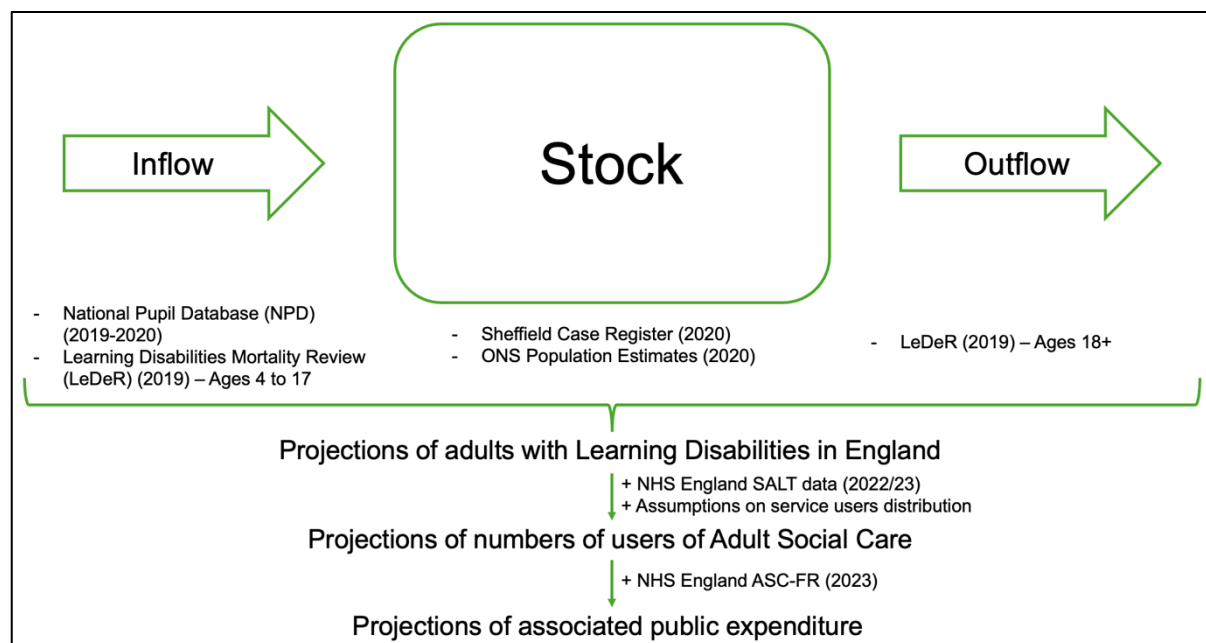 Inflow
Stock
Outflow
- National Pupil Database (NPD)
(2019-2020)
- Learning Disabilities Mortality Review
(LeDeR) (2019) – Ages 4 to 17
- Sheffield Case Register (2020)
- ONS Population Estimates (2020)
- LeDeR (2019) – Ages 18+
Projections of adults with Learning Disabilities in England
+ NHS England SALT data (2022/23)
+ Assumptions on service users distribution
Projections of numbers of users of Adult Social Care
+ NHS England ASC-FR (2023)
Projections of associated public expenditure